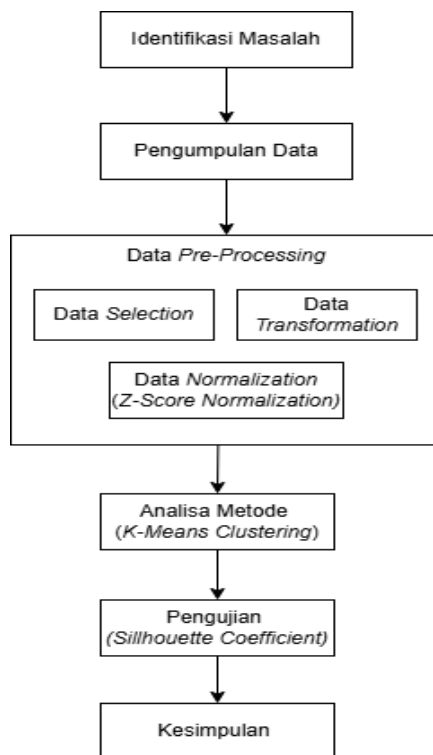 Identifikasi Masalah
Pengumpulan Data
Data Pre-Processing
Data Selection
Data
Transformation
Data Normalization
(Z-Score Normalization)
Analisa Metode
(K-Means Clustering)
Pengujian
(Sillhouette Coefficient)
Kesimpulan